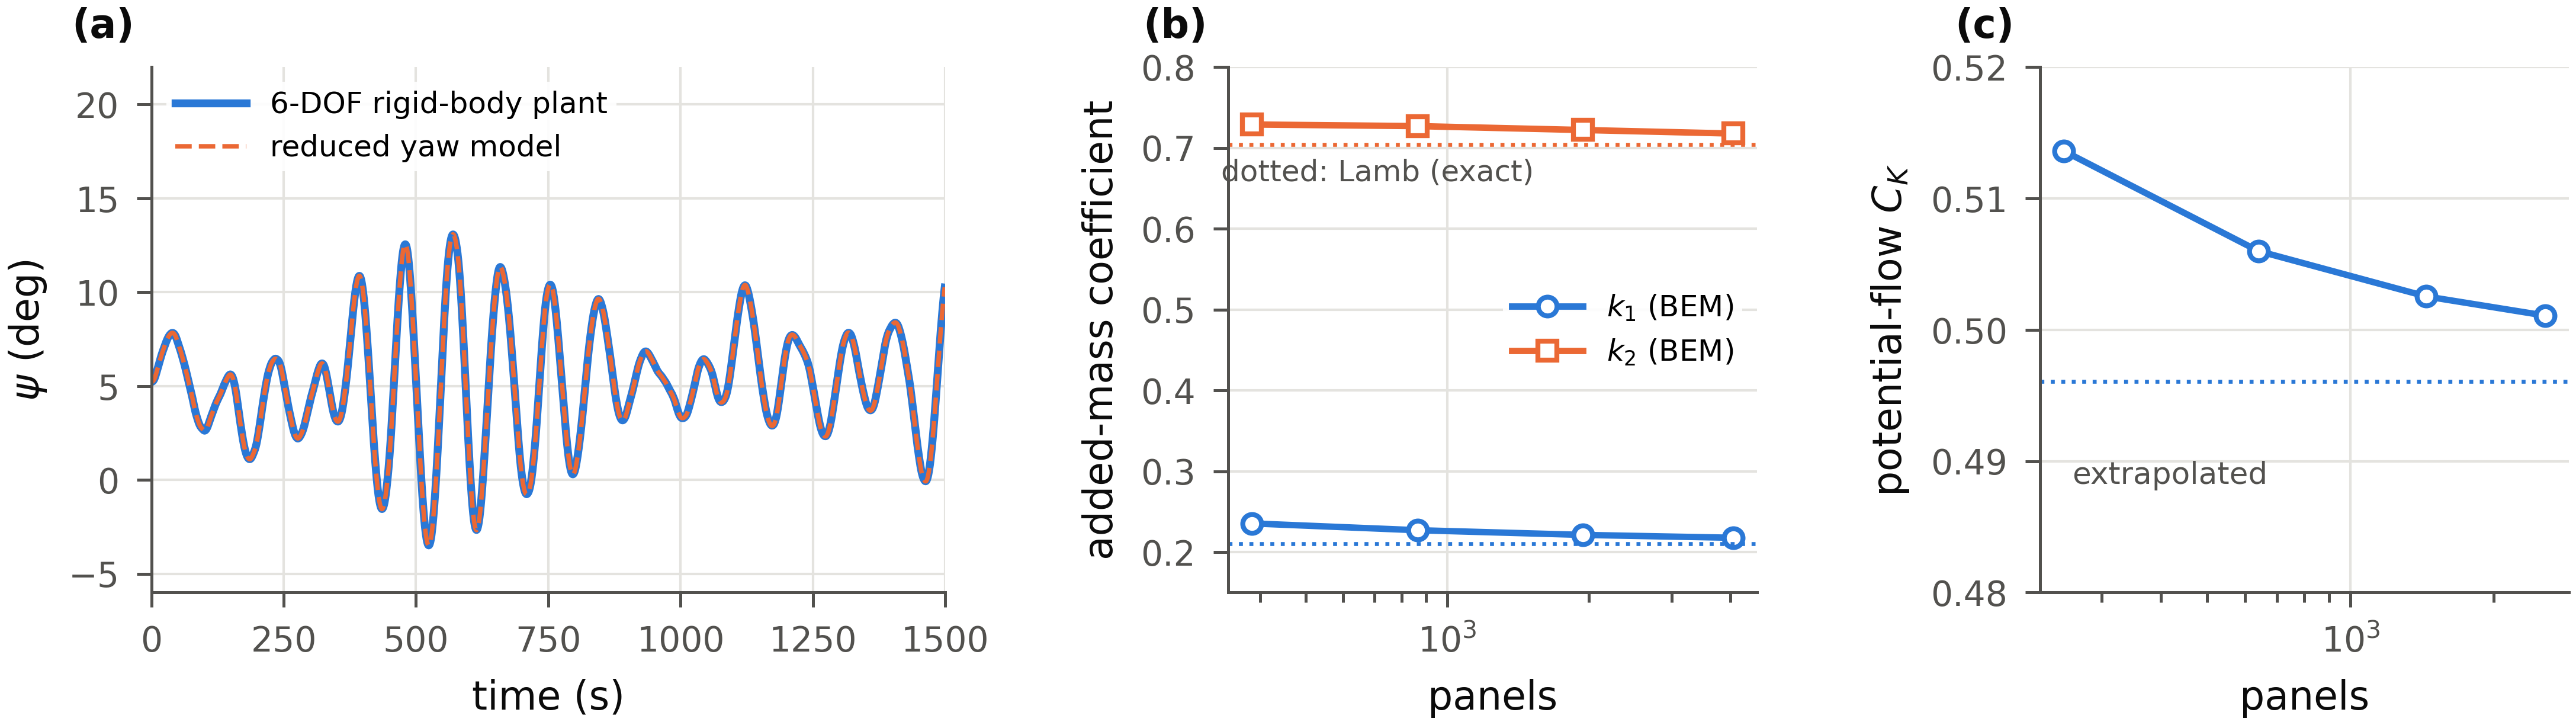 (a)
20
15
10
5
0
−5
ψ (deg)
6-DOF rigid-body plant
reduced yaw model
0 250 500 750 1000 1250 1500
time (s)
(b)
0.8
0.7
0.6
0.5
0.4
0.3
0.2
added-mass coefficient
dotted: Lamb (exact)
k₁ (BEM)
k₂ (BEM)
10³
panels
(c)
0.52
0.51
0.50
0.49
0.48
potential-flow C_K
extrapolated
10³
panels